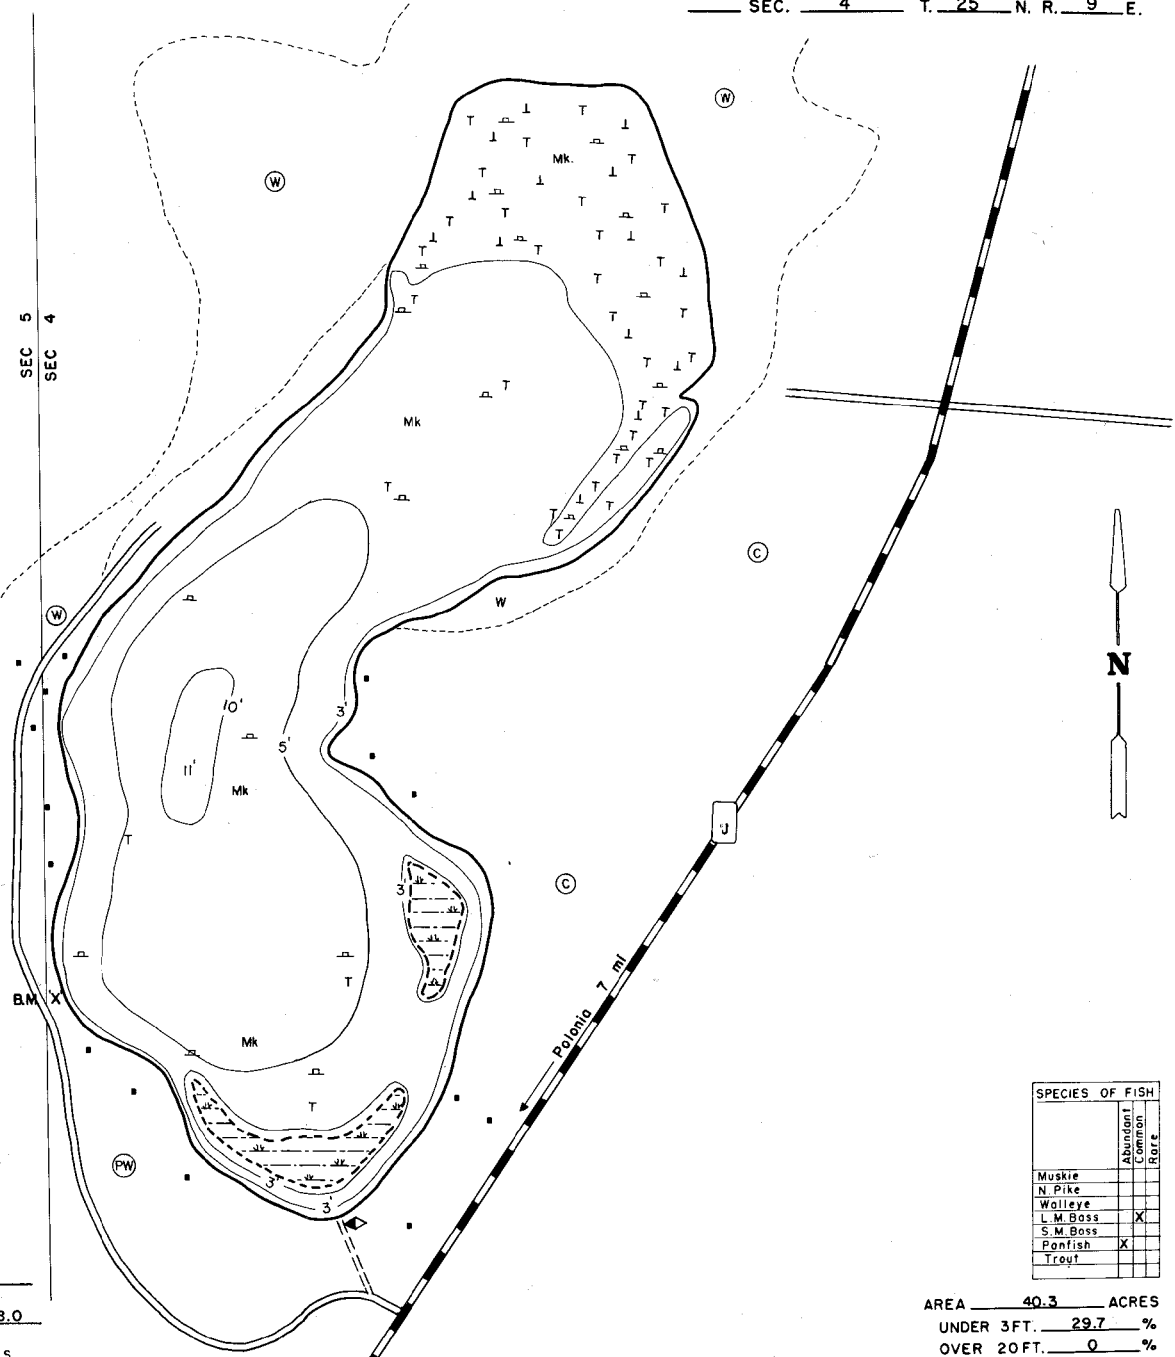 SEC. 4 T. 25 N. R. 9 E.
W
W
Mk.
SEC 5
SEC 4
Mk
C
W
W
N
10'
3'
5'
11'
Mk
J
C
3'
Polonia 7 mi
B.M. 'X'
Mk
PW
3'
3'
SPECIES OF FISH
Abundant
Common
Rare
Muskie
N. Pike
Walleye
L.M. Bass X
S.M. Bass
Panfish X
Trout
AREA 40.3 ACRES
UNDER 3 FT. 29.7 %
OVER 20 FT. 0 %